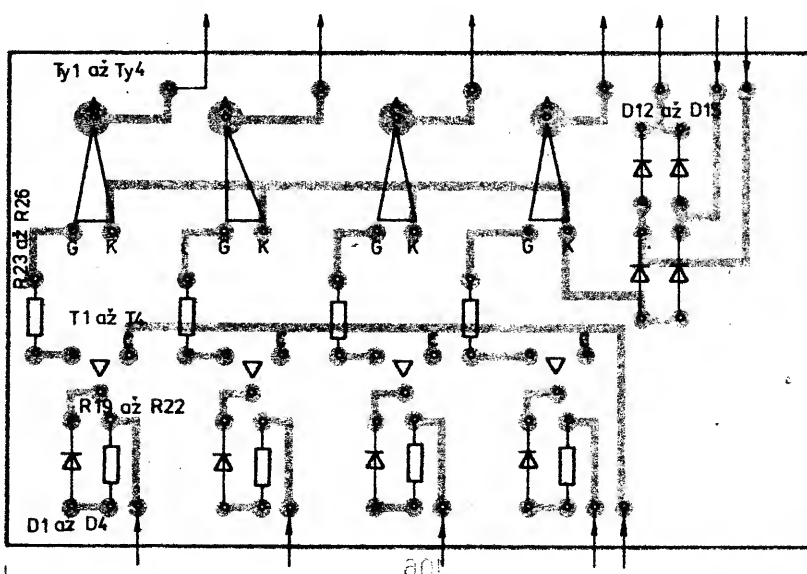 Ty1 až Ty4
D12 až D15
R23 až R26
G K G K G K G K
T1 až T4
E E E E
R19 až R22
D1 až D4